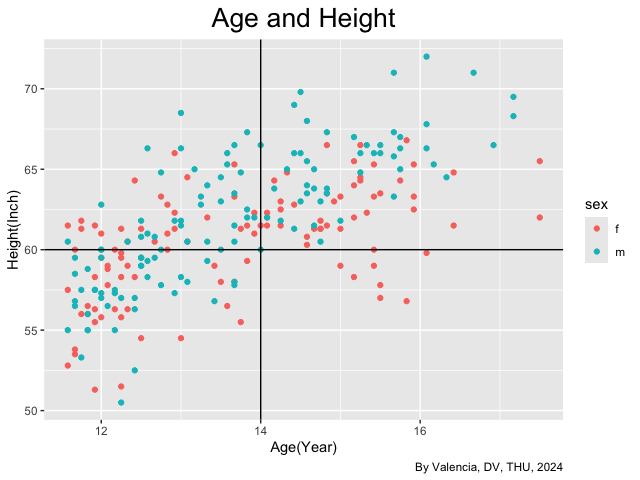 Age and Height
Height(Inch)
70
65
60
55
50
12
14
16
Age(Year)
sex
f
m
By Valencia, DV, THU, 2024